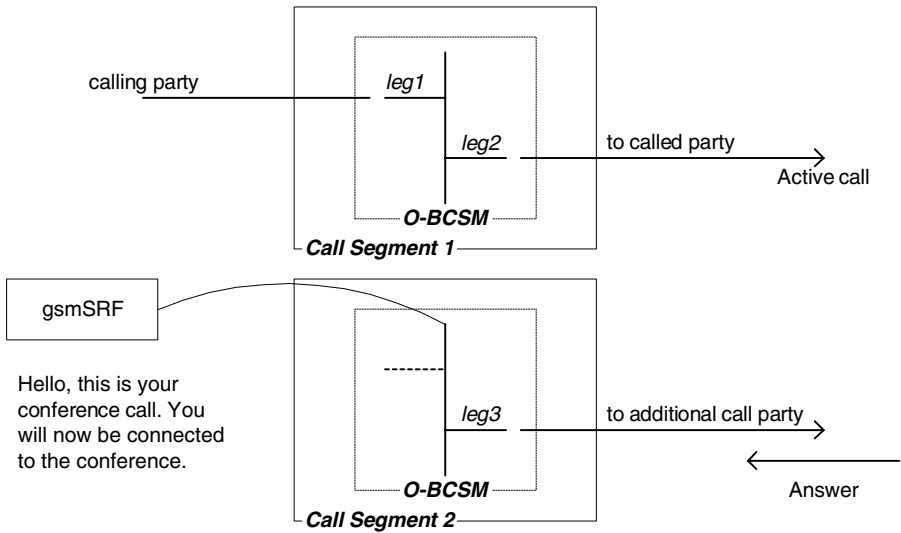 calling party
leg1
leg2
to called party
Active call
O-BCSM
Call Segment 1
gsmSRF
Hello, this is your
conference call. You
will now be connected
to the conference.
leg3
to additional call party
Answer
O-BCSM
Call Segment 2